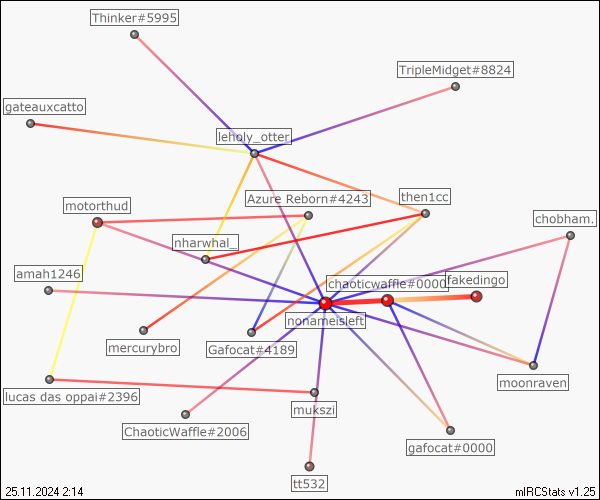 Thinker#5995
TripleMidget#8824
gateauxcatto
leholy_otter
Azure Reborn#4243
then1cc
motorthud
chobham.
nharwhal_
amah1246
chaoticwaffle#0000
fakedingo
nonameisleft
mercurybro
Gafocat#4189
moonraven
lucas das oppai#2396
mukszi
ChaoticWaffle#2006
gafocat#0000
tt532
25.11.2024 2:14
mIRCStats v1.25